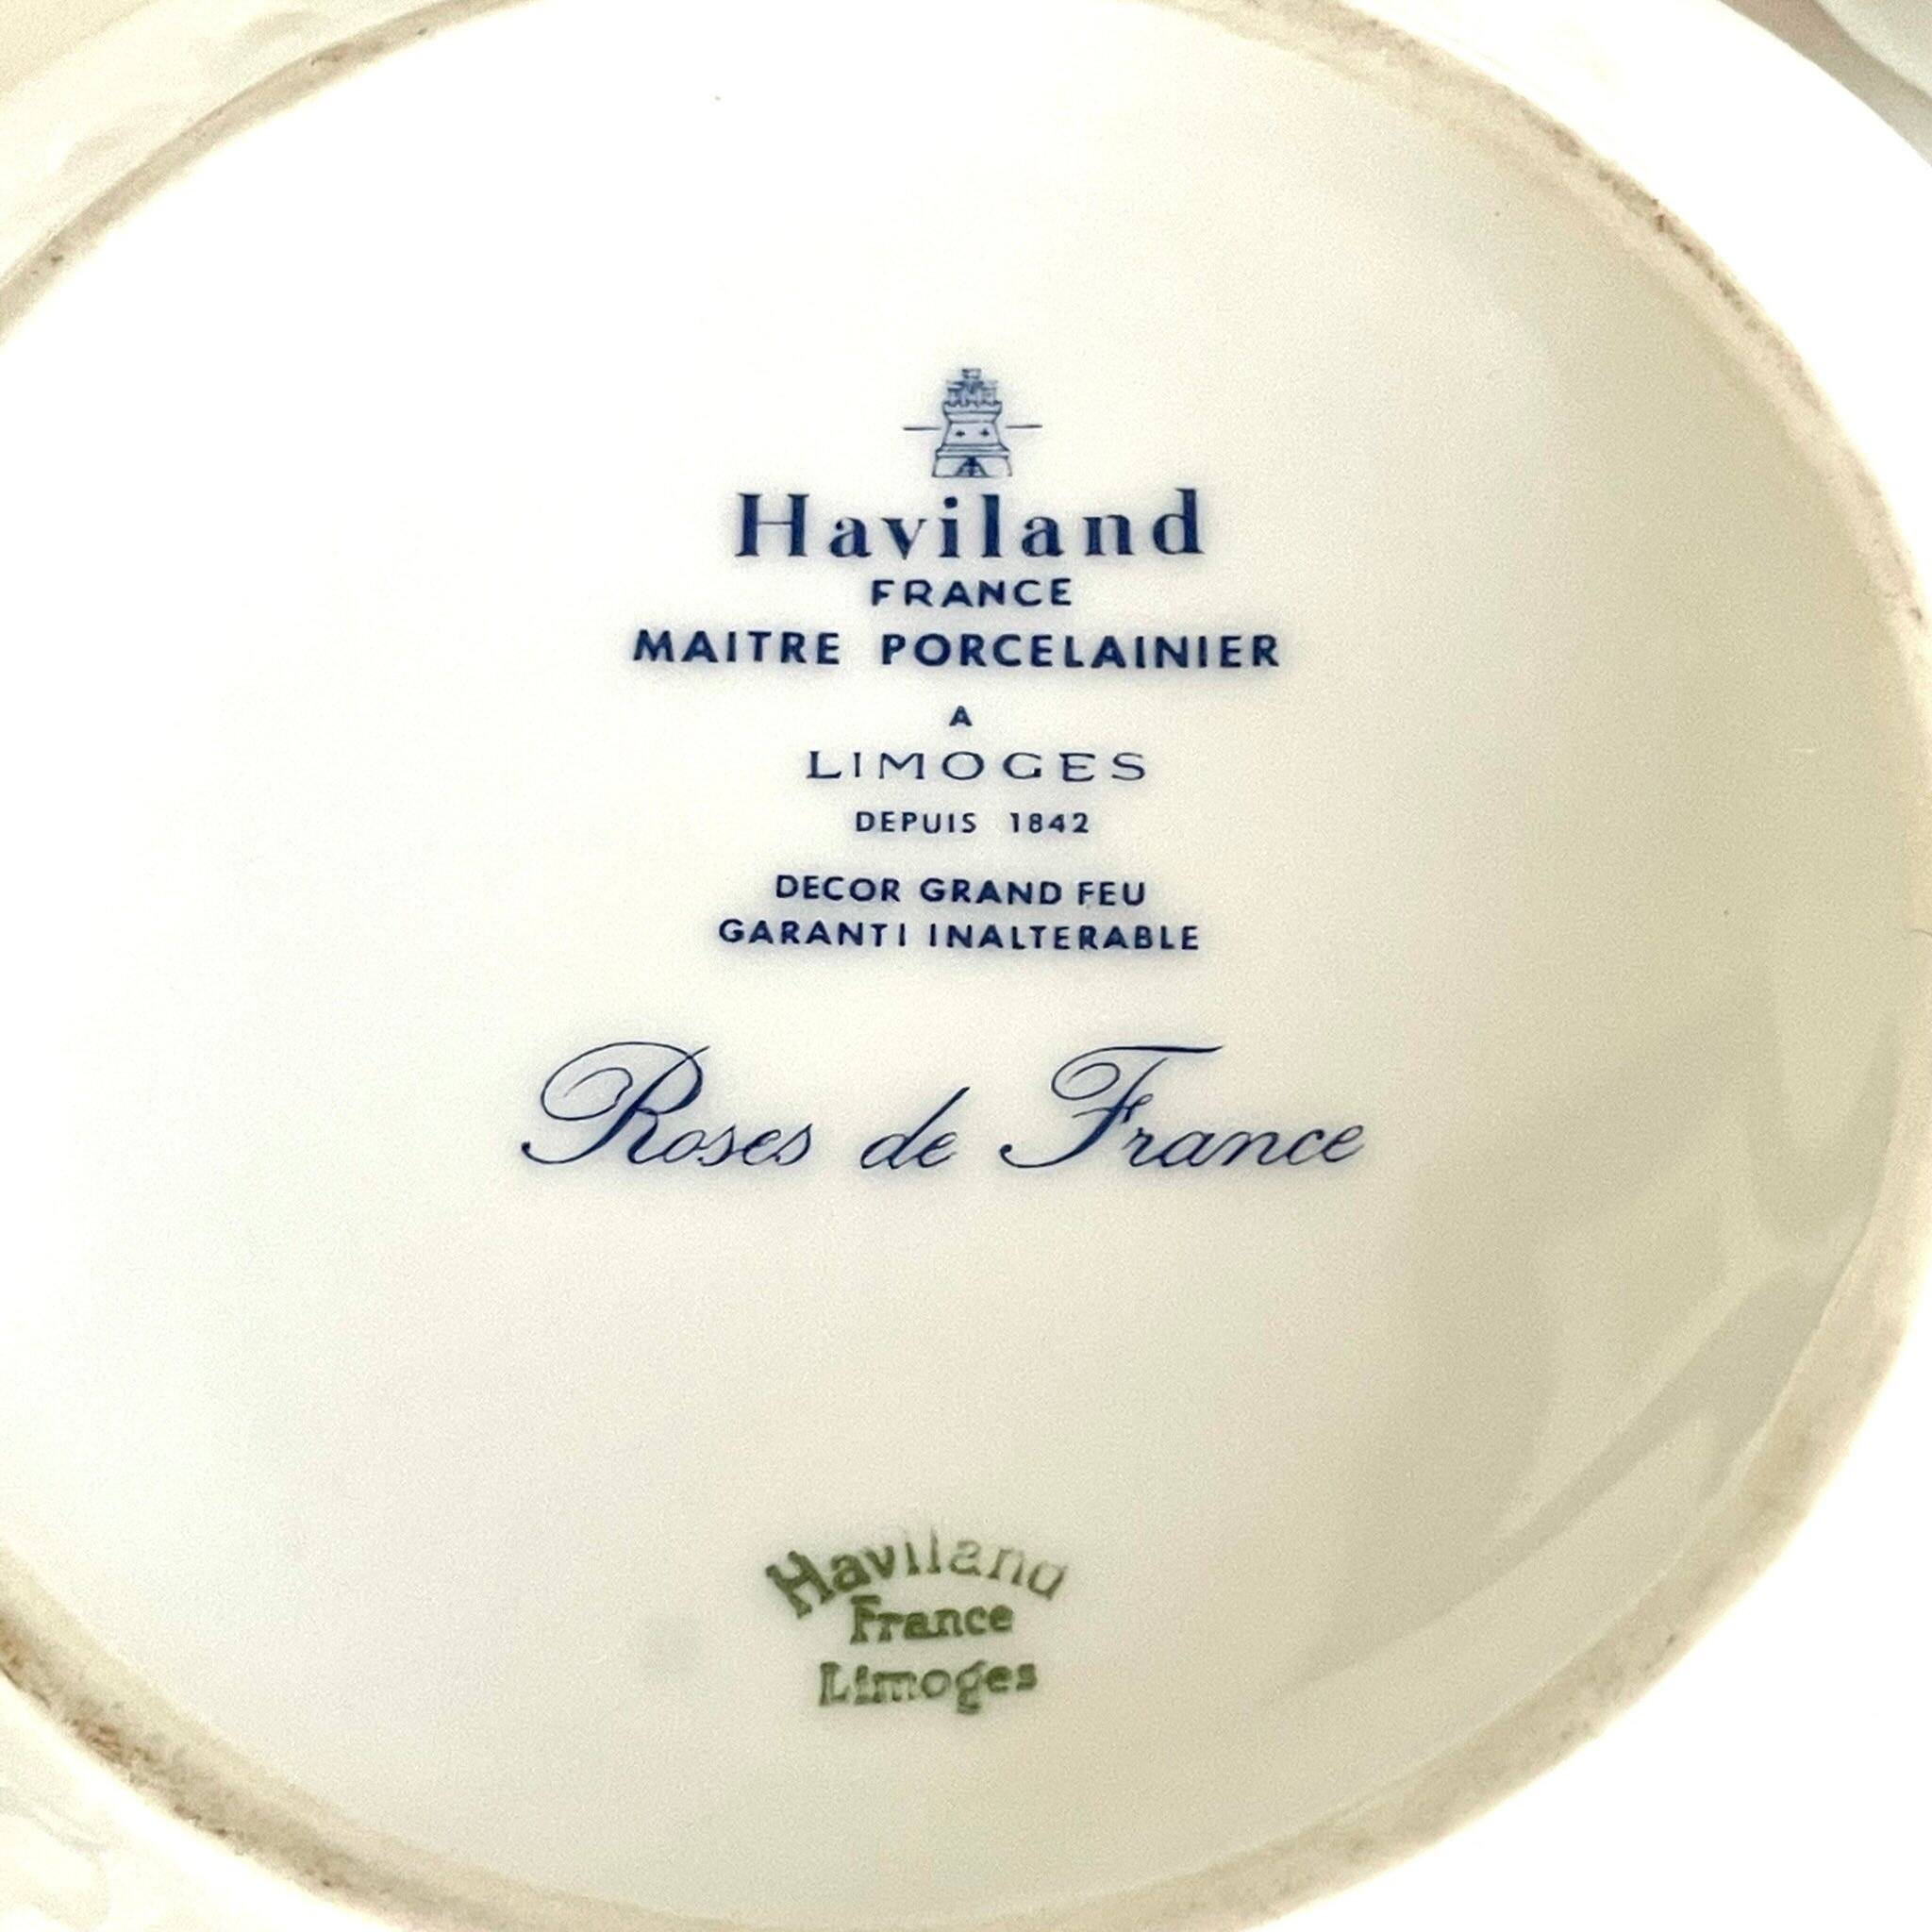 Haviland
FRANCE
MAITRE PORCELAINIER
A
LIMOGES
DEPUIS 1842
DECOR GRAND FEU
GARANTI INALTERABLE
Roses de France
Haviland
France
Limoges